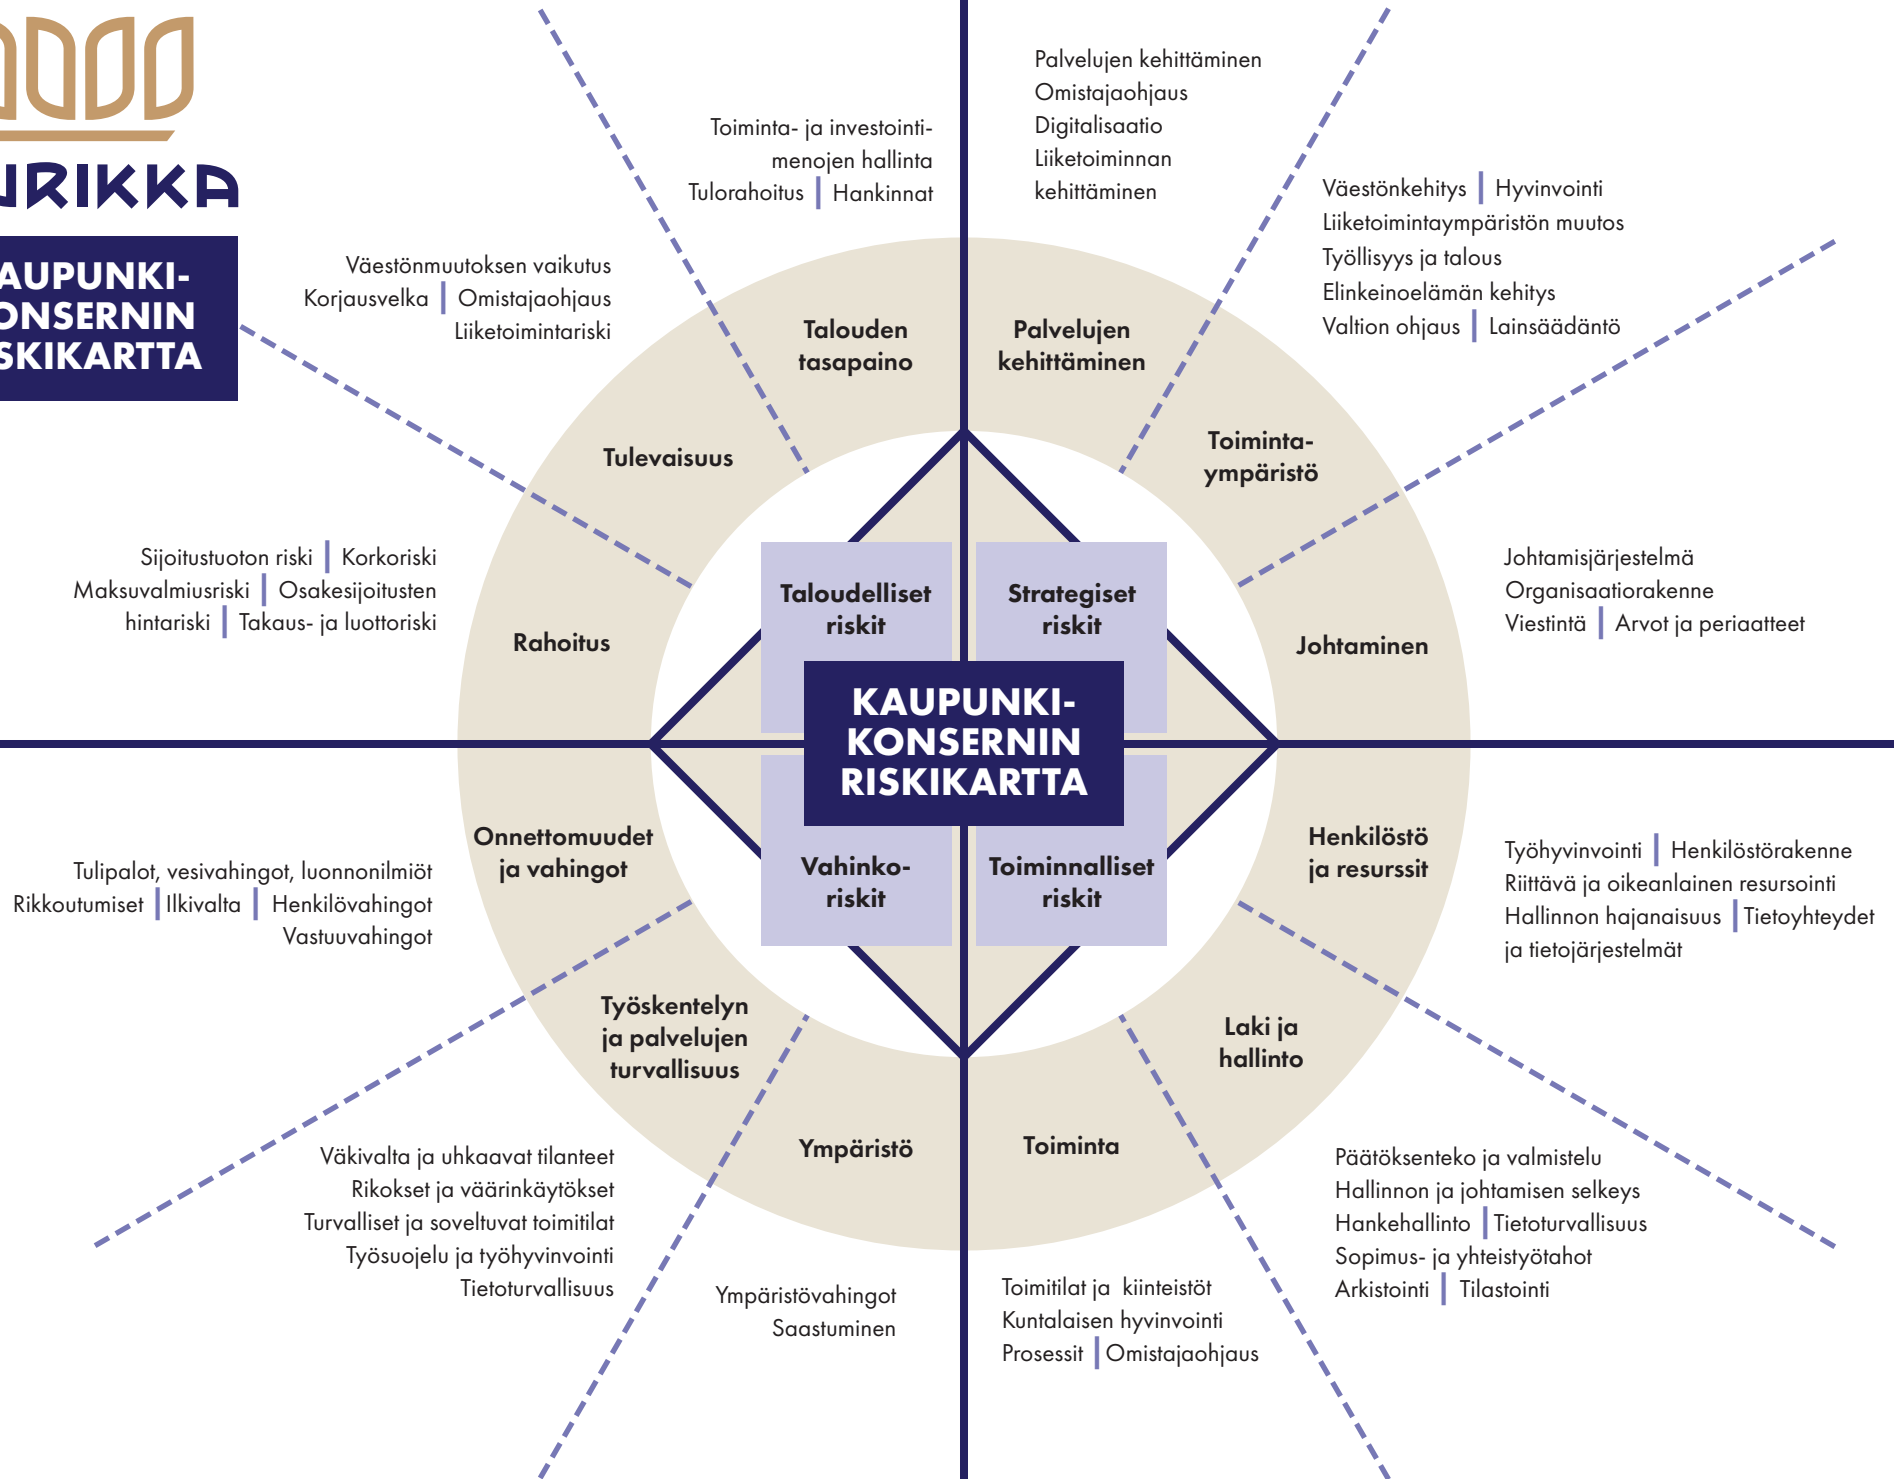 URIKKA
AUPUNKI-
ONSERNIN
SKIKARTTA
Toiminta- ja investointi-
menojen hallinta
Tulorahoitus | Hankinnat
Palvelujen kehittäminen
Omistajaohjaus
Digitalisaatio
Liiketoiminnan
kehittäminen
Väestönkehitys | Hyvinvointi
Liiketoimintaympäristön muutos
Työllisyys ja talous
Elinkeinoelämän kehitys
Valtion ohjaus | Lainsäädäntö
Väestönmuutoksen vaikutus
Korjausvelka | Omistajaohjaus
Liiketoimintariski
Talouden
tasapaino
Palvelujen
kehittäminen
Tulevaisuus
Toiminta-
ympäristö
Sijoitustuoton riski | Korkoriski
Maksuvalmiusriski | Osakesijoitusten
hintariski | Takaus- ja luottoriski
Rahoitus
Taloudelliset
riskit
Strategiset
riskit
Johtaminen
Johtamisjärjestelmä
Organisaatiorakenne
Viestintä | Arvot ja periaatteet
KAUPUNKI-
KONSERNIN
RISKIKARTTA
Tulipalot, vesivahingot, luonnonilmiöt
Rikkoutumiset | Ilkivalta | Henkilövahingot
Vastuuvahingot
Onnettomuudet
ja vahingot
Vahinko-
riskit
Toiminnalliset
riskit
Henkilöstö
ja resurssit
Työhyvinvointi | Henkilöstörakenne
Riittävä ja oikeanlainen resursointi
Hallinnon hajanaisuus | Tietoyhteydet
ja tietojärjestelmät
Työskentelyn
ja palvelujen
turvallisuus
Laki ja
hallinto
Ympäristö
Toiminta
Väkivalta ja uhkaavat tilanteet
Rikokset ja väärinkäytökset
Turvalliset ja soveltuvat toimitilat
Työsuojelu ja työhyvinvointi
Tietoturvallisuus
Ympäristövahingot
Saastuminen
Toimitilat ja kiinteistöt
Kuntalaisen hyvinvointi
Prosessit | Omistajaohjaus
Päätöksenteko ja valmistelu
Hallinnon ja johtamisen selkeys
Hankehallinto | Tietoturvallisuus
Sopimus- ja yhteistyötahot
Arkistointi | Tilastointi